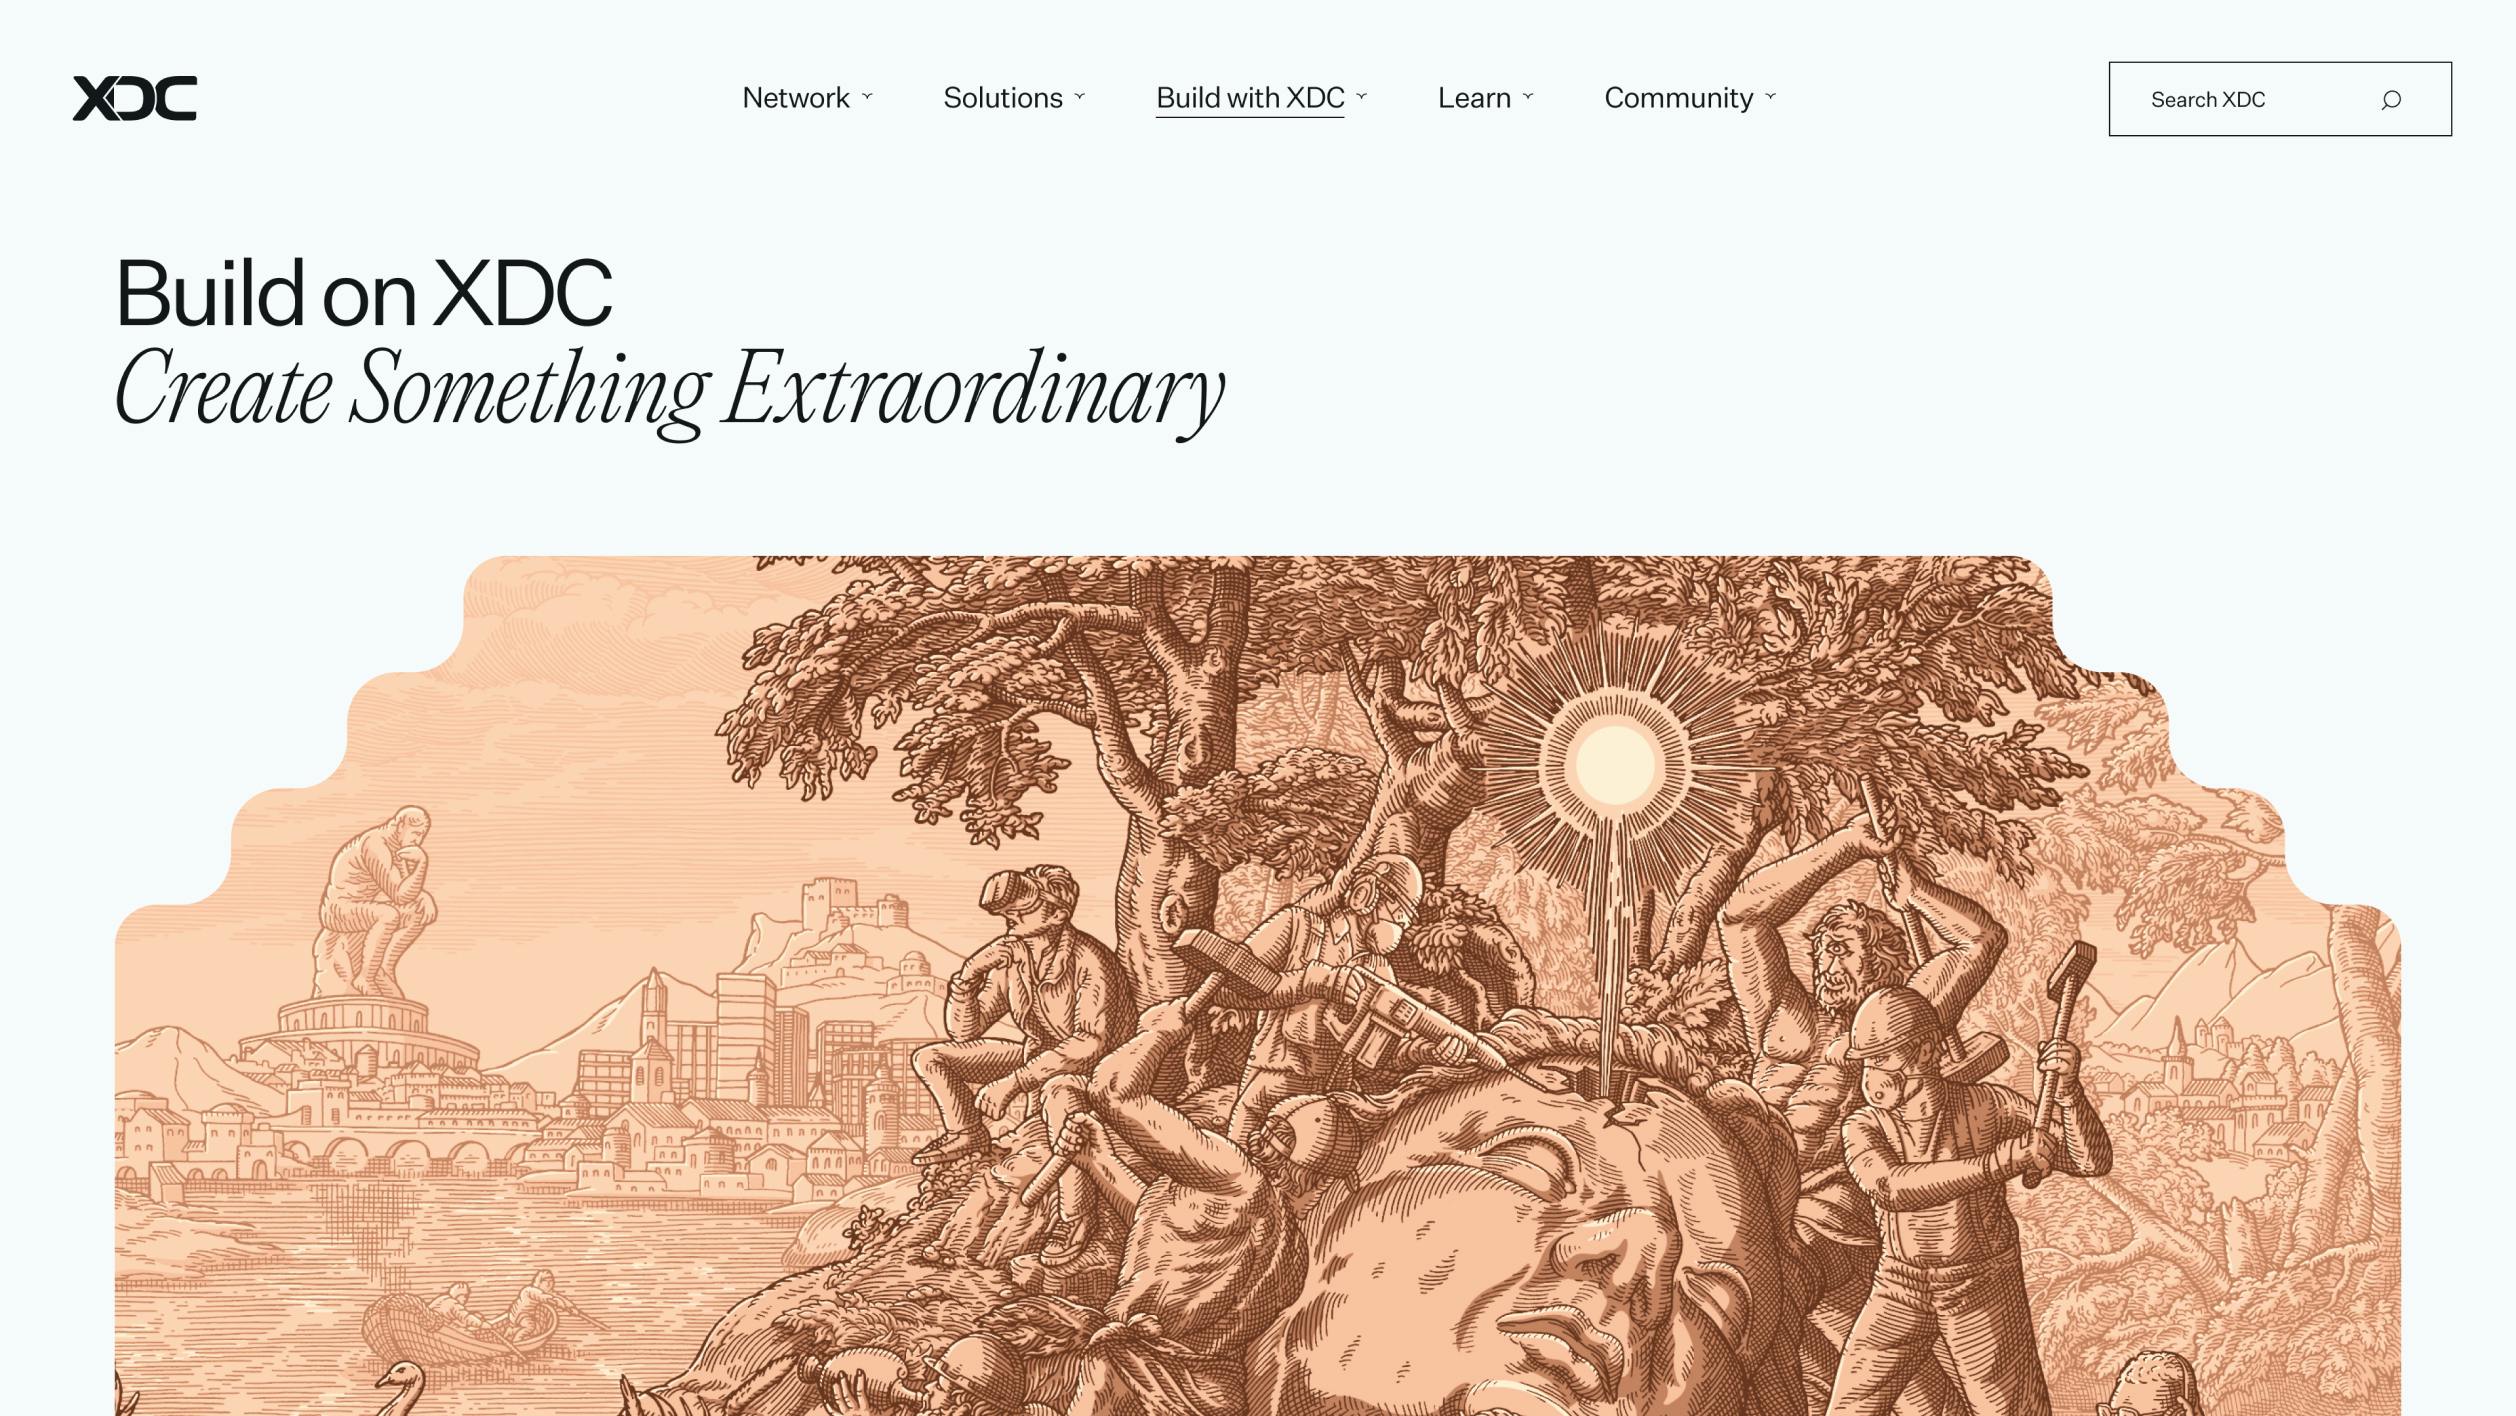 XDC
Network
Solutions
Build with XDC
Learn
Community
Search XDC
Build on XDC
Create Something Extraordinary